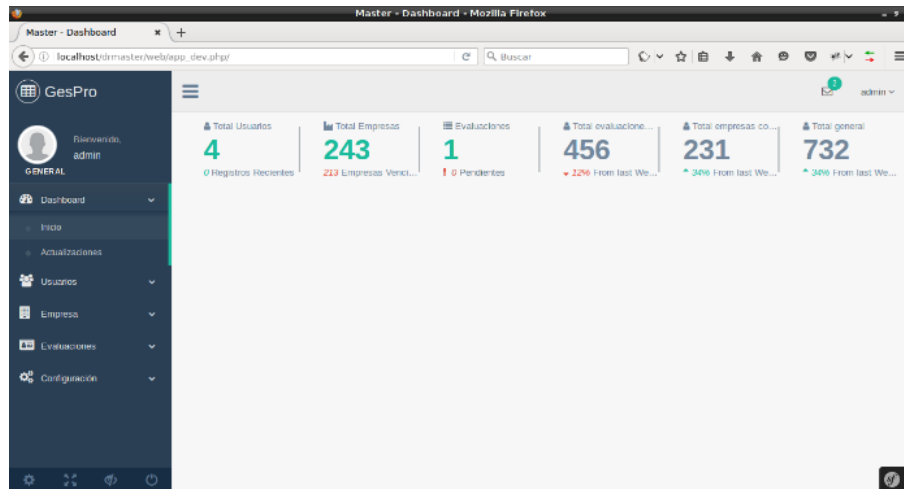 Master - Dashboard - Mozilla Firefox
Master - Dashboard
localhost/drmaster/web/app_dev.php/
Buscar
GesPro
2
admin
Bienvenido,
admin
GENERAL
Total Usuarios
4
0 Registros Recientes
Total Empresas
243
213 Empresas Venci...
Evaluaciones
1
0 Pendientes
Total evaluacione...
456
12% From last We...
Total empresas co...
231
34% From last We...
Total general
732
34% From last We...
Dashboard
Inicio
Actualizaciones
Usuarios
Empresa
Evaluaciones
Configuración